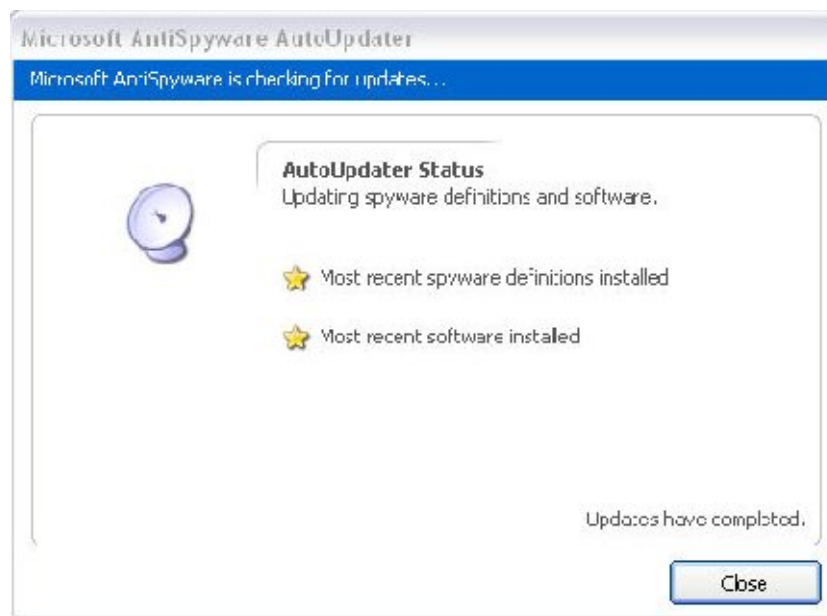 Microsoft AntiSpyware AutoUpdater
Microsoft AntiSpyware is checking for updates...
AutoUpdater Status
Updating spyware definitions and software.
Most recent spyware definitions installed
Most recent software installed
Updates have completed.
Close